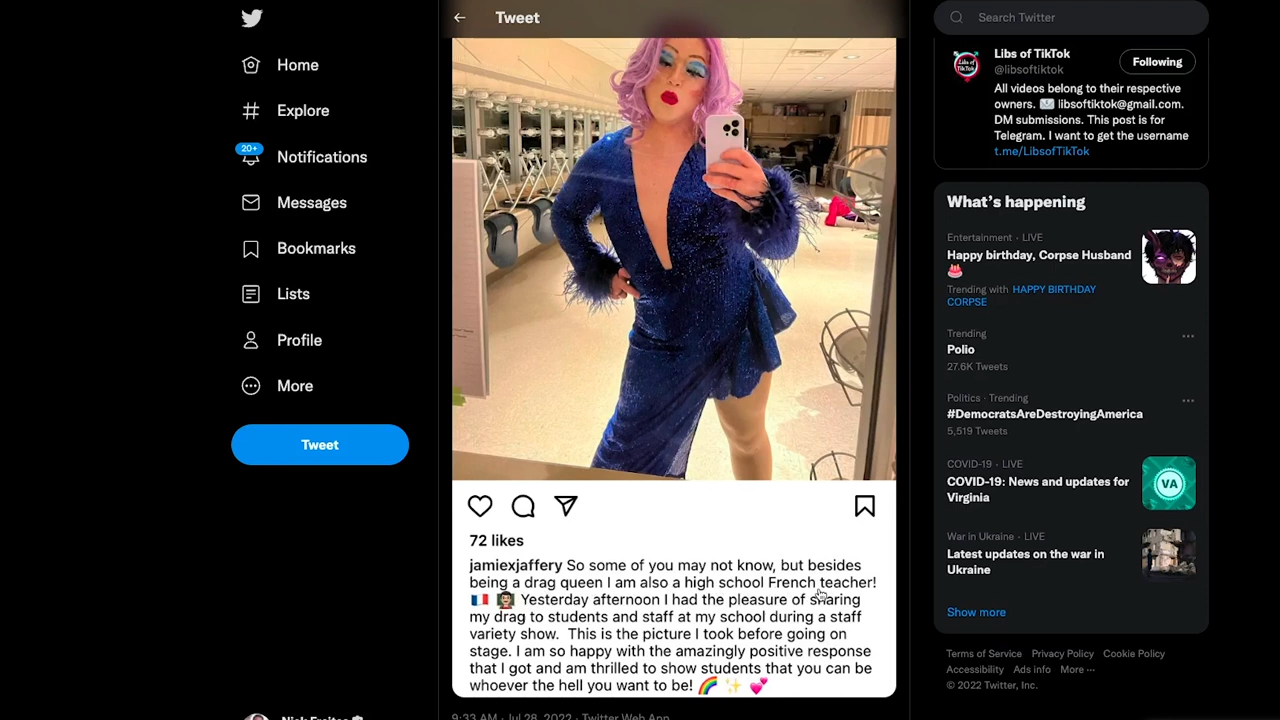 Home
Explore
20+
Notifications
Messages
Bookmarks
Lists
Profile
More
Tweet
Tweet
72 likes
jamiexjaffery So some of you may not know, but besides
being a drag queen I am also a high school French teacher!
🇫🇷 👨🏻‍🏫 Yesterday afternoon I had the pleasure of sharing
my drag to students and staff at my school during a staff
variety show. This is the picture I took before going on
stage. I am so happy with the amazingly positive response
that I got and am thrilled to show students that you can be
whoever the hell you want to be! 🌈 ✨ 💕
9:33 AM · Jul 28, 2022 · Twitter Web App
Search Twitter
Libs of TikTok
@libsoftiktok
Following
All videos belong to their respective
owners. 📨 libsoftiktok@gmail.com.
DM submissions. This post is for
Telegram. I want to get the username
t.me/LibsofTikTok
What's happening
Entertainment · LIVE
Happy birthday, Corpse Husband
🎂
Trending with HAPPY BIRTHDAY
CORPSE
Trending
Polio
27.6K Tweets
Politics · Trending
#DemocratsAreDestroyingAmerica
5,519 Tweets
COVID-19 · LIVE
COVID-19: News and updates for
Virginia
VA
War in Ukraine · LIVE
Latest updates on the war in
Ukraine
Show more
Terms of Service Privacy Policy Cookie Policy
Accessibility Ads info More ···
© 2022 Twitter, Inc.